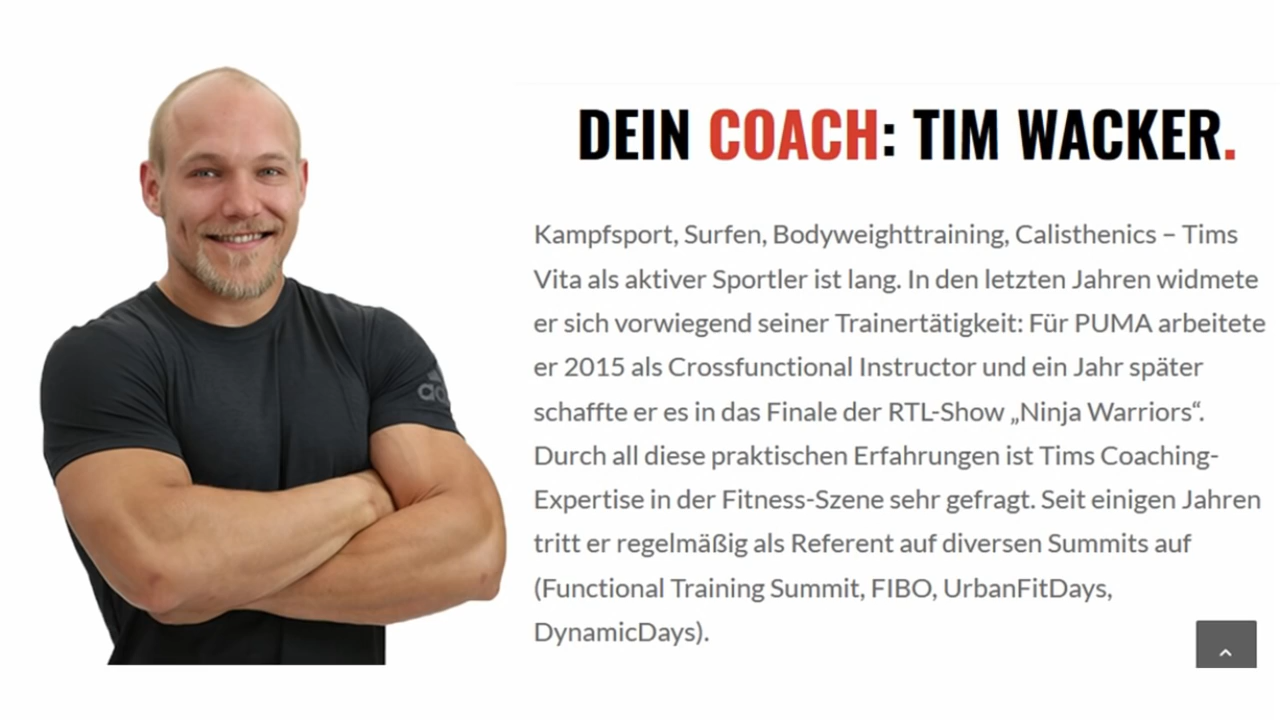 DEIN COACH: TIM WACKER.
Kampfsport, Surfen, Bodyweighttraining, Calisthenics – Tims
Vita als aktiver Sportler ist lang. In den letzten Jahren widmete
er sich vorwiegend seiner Trainertätigkeit: Für PUMA arbeitete
er 2015 als Crossfunctional Instructor und ein Jahr später
schaffte er es in das Finale der RTL-Show „Ninja Warriors“.
Durch all diese praktischen Erfahrungen ist Tims Coaching-
Expertise in der Fitness-Szene sehr gefragt. Seit einigen Jahren
tritt er regelmäßig als Referent auf diversen Summits auf
(Functional Training Summit, FIBO, UrbanFitDays,
DynamicDays).